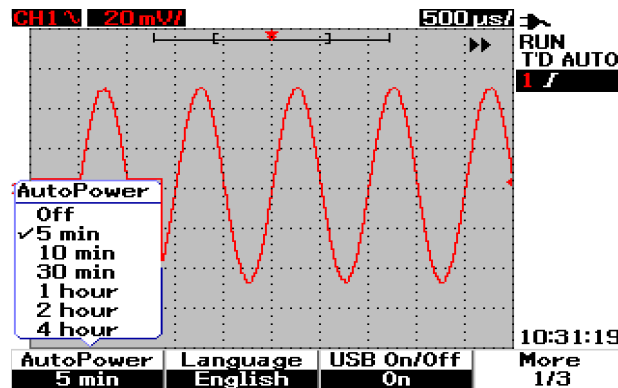 CH1 ∿ 20 mV/ 500 µs/
RUN
T'D AUTO
1
AutoPower
Off
✓5 min
10 min
30 min
1 hour
2 hour
4 hour
10:31:19
AutoPower Language USB On/Off More
5 min English On 1/3